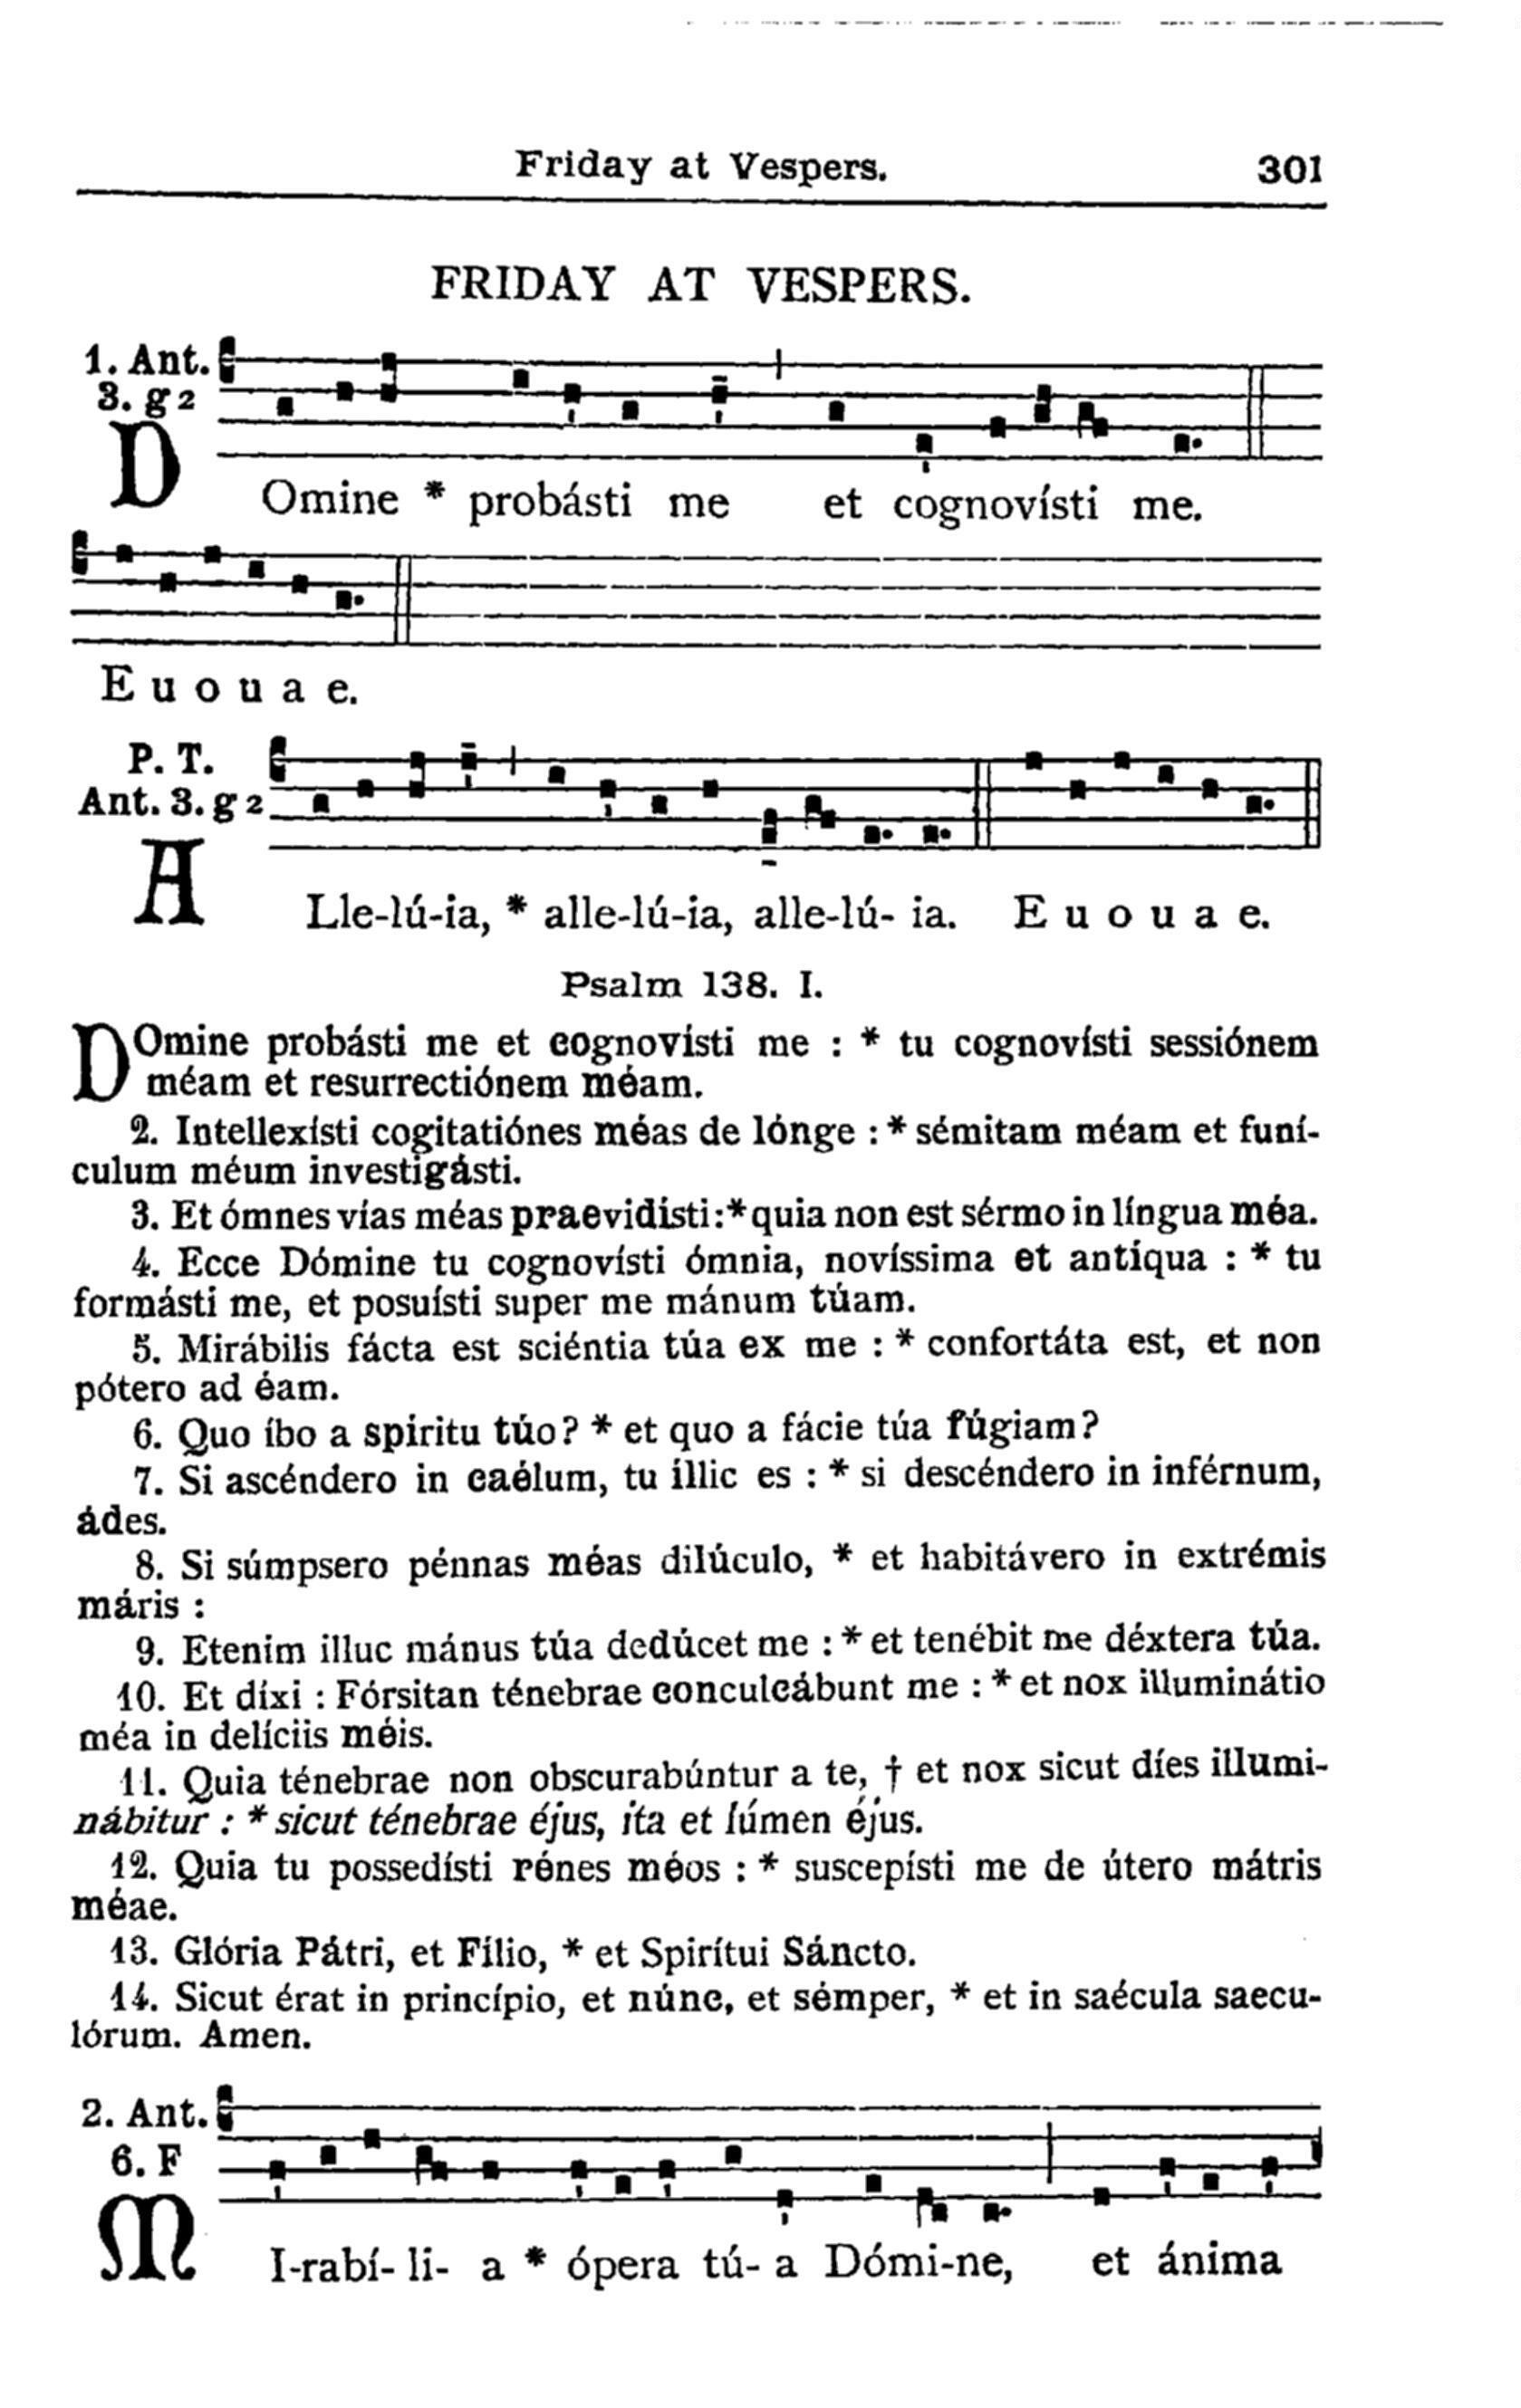 Friday at Vespers. 301
FRIDAY AT VESPERS.
1. Ant.
3. g 2
DOmine * probásti me et cognovísti me.
E u o u a e.
P. T.
Ant. 3. g 2
ALle-lú-ia, * alle-lú-ia, alle-lú- ia. E u o u a e.
Psalm 138. I.
DOmine probásti me et cognovísti me : * tu cognovísti sessiónem
méam et resurrectiónem méam.
2. Intellexísti cogitatiónes méas de lónge : * sémitam méam et funí-
culum méum investigásti.
3. Et ómnes vías méas praevidísti : * quia non est sérmo in língua méa.
4. Ecce Dómine tu cognovísti ómnia, novíssima et antíqua : * tu
formásti me, et posuísti super me mánum túam.
5. Mirábilis fácta est sciéntia túa ex me : * confortáta est, et non
pótero ad éam.
6. Quo íbo a spíritu túo? * et quo a fácie túa fúgiam?
7. Si ascéndero in caélum, tu íllic es : * si descéndero in inférnum,
ádes.
8. Si súmpsero pénnas méas dilúculo, * et habitávero in extrémis
máris :
9. Etenim illuc mánus túa dedúcet me : * et tenébit me déxtera túa.
10. Et díxi : Fórsitan ténebrae conculcábunt me : * et nox illuminátio
méa in delíciis méis.
11. Quia ténebrae non obscurabúntur a te, † et nox sicut díes illumi-
nábitur : * sicut ténebrae éjus, ita et lúmen éjus.
12. Quia tu possedísti rénes méos : * suscepísti me de útero mátris
méae.
13. Glória Pátri, et Fílio, * et Spirítui Sáncto.
14. Sicut érat in princípio, et núnc, et sémper, * et in saécula saecu-
lórum. Amen.
2. Ant.
6. F
MI-rabí- li- a * ópera tú- a Dómi-ne, et ánima